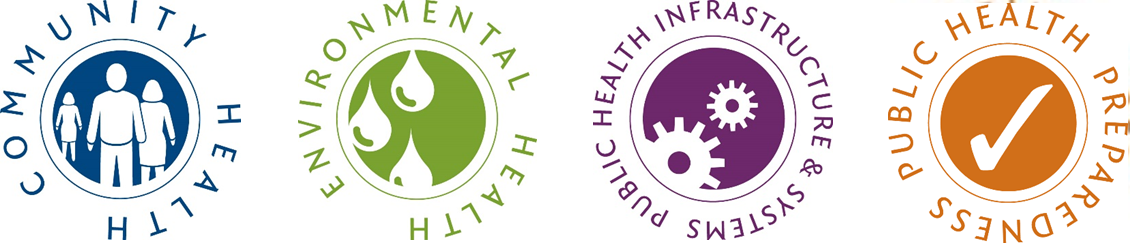 COMMUNITY HEALTH
ENVIRONMENTAL HEALTH
PUBLIC HEALTH INFRASTRUCTURE & SYSTEMS
PUBLIC HEALTH PREPAREDNESS